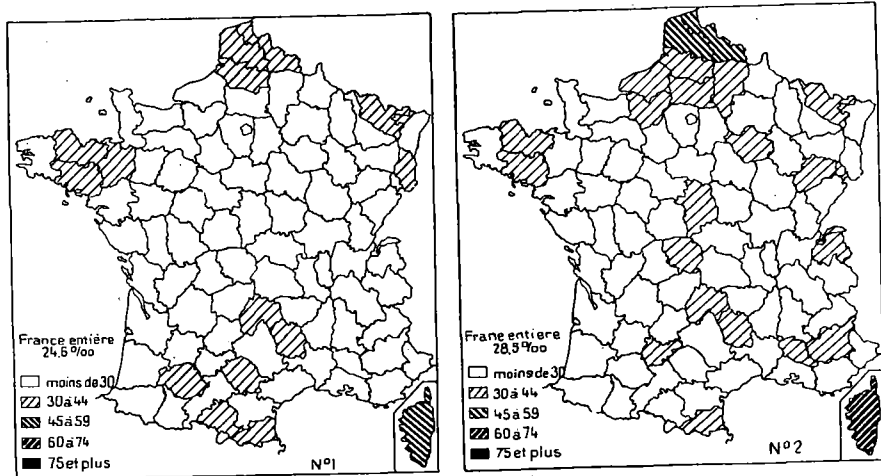 France entière
24,6‰
moins de 30
30 à 44
45 à 59
60 à 74
75 et plus
N°1
Frane entière
28,5‰
moins de 30
30 à 44
45 à 59
60 à 74
75 et plus
N°2